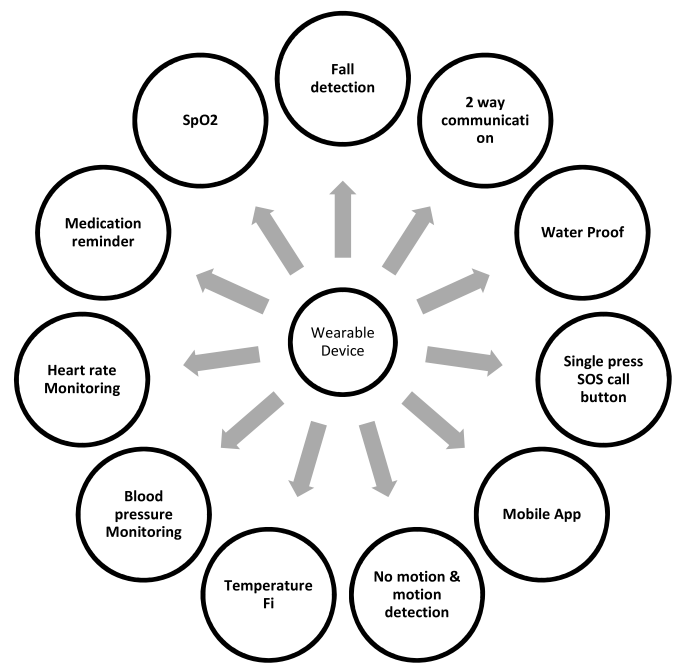 Fall
detection
2 way
communicati
on
Water Proof
Single press
SOS call
button
Mobile App
No motion &
motion
detection
Temperature
Fi
Blood
pressure
Monitoring
Heart rate
Monitoring
Medication
reminder
SpO2
Wearable
Device